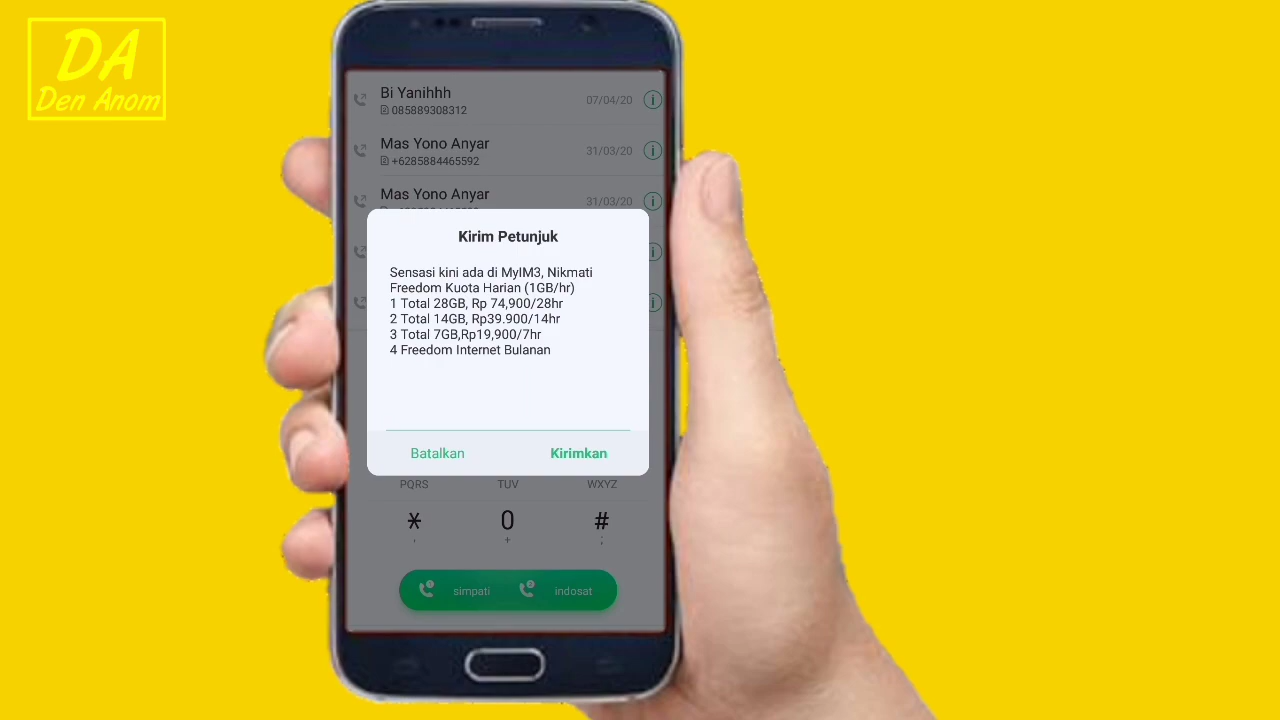 DA
Den Anom
Bi Yanihhh
07/04/20
085889308312
Mas Yono Anyar
31/03/20
+6285884465592
Mas Yono Anyar
31/03/20
Kirim Petunjuk
Sensasi kini ada di MyIM3, Nikmati
Freedom Kuota Harian (1GB/hr)
1 Total 28GB, Rp 74,900/28hr
2 Total 14GB, Rp39.900/14hr
3 Total 7GB,Rp19,900/7hr
4 Freedom Internet Bulanan
Batalkan
Kirimkan
PQRS
TUV
WXYZ
* 0 #
, + ;
1 simpati
2 indosat